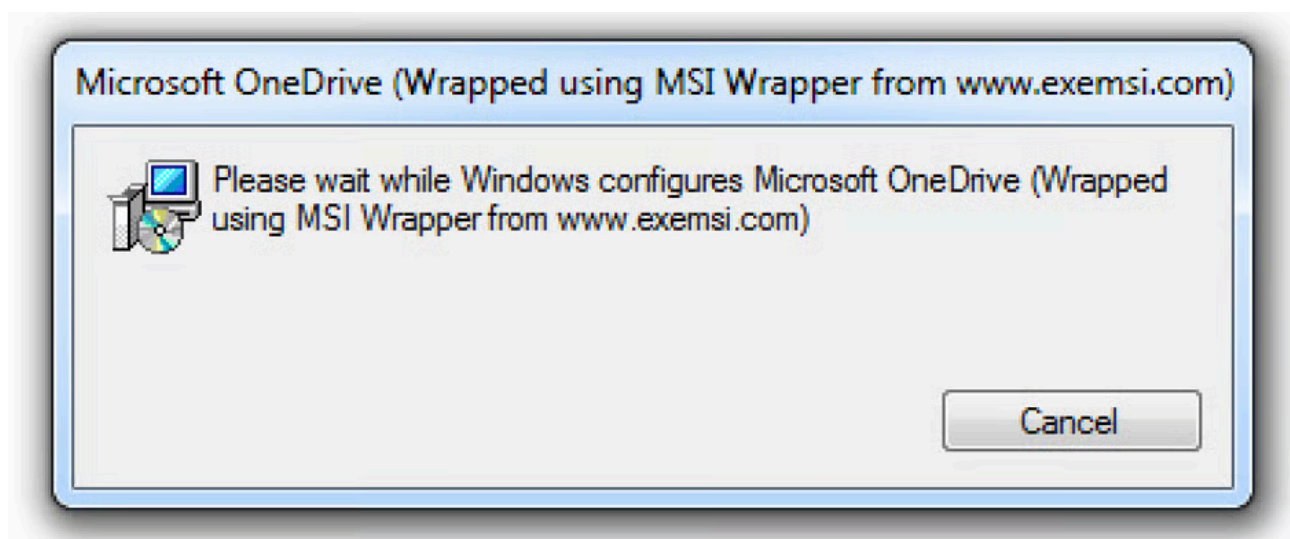 Microsoft OneDrive (Wrapped using MSI Wrapper from www.exemsi.com)
Please wait while Windows configures Microsoft OneDrive (Wrapped
using MSI Wrapper from www.exemsi.com)
Cancel